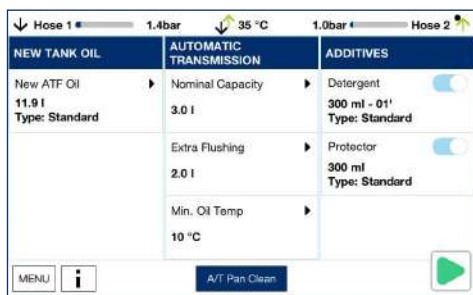 Hose 1 1.4bar 35 °C 1.0bar Hose 2
NEW TANK OIL
New ATF Oil
11.9 l
Type: Standard
AUTOMATIC
TRANSMISSION
Nominal Capacity
3.0 l
Extra Flushing
2.0 l
Min. Oil Temp
10 °C
ADDITIVES
Detergent
300 ml - 01'
Type: Standard
Protector
300 ml
Type: Standard
MENU i A/T Pan Clean